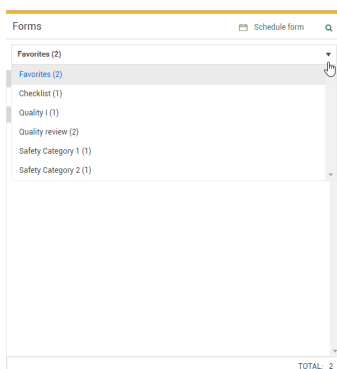 Forms
Schedule form
Favorites (2)
Favorites (2)
Checklist (1)
Quality I (1)
Quality review (2)
Safety Category 1 (1)
Safety Category 2 (1)
TOTAL: 2